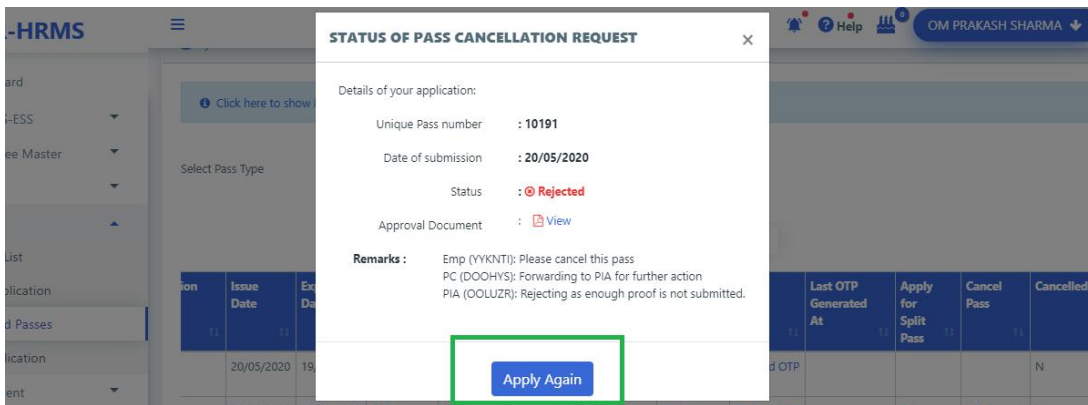 -HRMS
Help
0
OM PRAKASH SHARMA
STATUS OF PASS CANCELLATION REQUEST
×
Details of your application:
Unique Pass number : 10191
Date of submission : 20/05/2020
Status : Rejected
Approval Document : View
Remarks : Emp (YYKNTI): Please cancel this pass
PC (DOOHYS): Forwarding to PIA for further action
PIA (OOLUZR): Rejecting as enough proof is not submitted.
Apply Again
ard
-ESS
ee Master
List
plication
d Passes
lication
ent
Click here to show
Select Pass Type
ion
Issue
Date
Ex
Da
Last OTP
Generated
At
Apply
for
Split
Pass
Cancel
Pass
Cancelled
20/05/2020
19/
d OTP
N